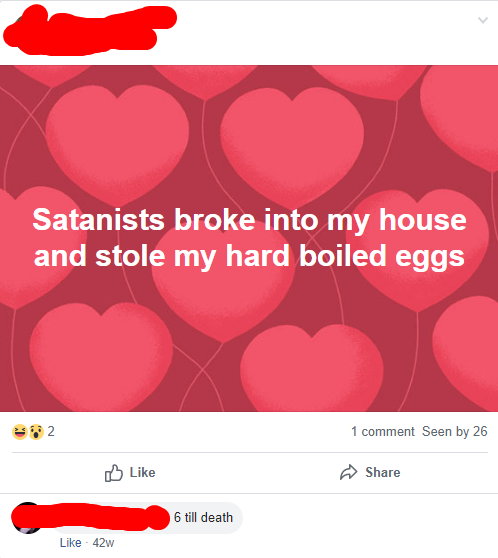 Satanists broke into my house
and stole my hard boiled eggs
2
1 comment Seen by 26
Like
Share
6 till death
Like · 42w